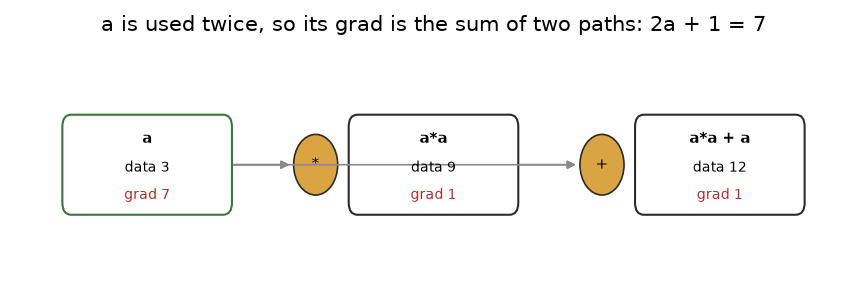 a is used twice, so its grad is the sum of two paths: 2a + 1 = 7
a
data 3
grad 7
*
a*a
data 9
grad 1
+
a*a + a
data 12
grad 1